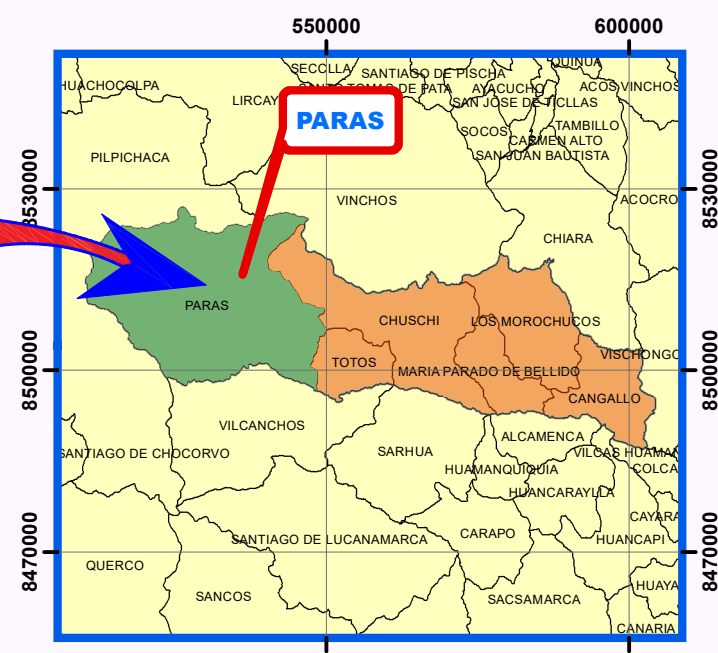 550000
600000
SECCLLA
QUINUA
HUACHOCOLPA
SANTIAGO DE PISCHA
LIRCAY
SANTO TOMAS DE PATA
AYACUCHO
ACOS VINCHOS
SAN JOSE DE TICLLAS
PARAS
SOCOS
TAMBILLO
CARMEN ALTO
PILPICHACA
SAN JUAN BAUTISTA
8530000
8530000
VINCHOS
ACOCRO
CHIARA
PARAS
CHUSCHI
LOS MOROCHUCOS
VISCHONGO
TOTOS
8500000
8500000
MARIA PARADO DE BELLIDO
CANGALLO
VILCANCHOS
ALCAMENCA
SANTIAGO DE CHOCORVO
SARHUA
VILCAS HUAMAN
HUAMANQUIQUIA
COLCA
HUANCARAYLLA
CAYARA
SANTIAGO DE LUCANAMARCA
CARAPO
HUANCAPI
8470000
8470000
QUERCO
HUAYA
SANCOS
SACSAMARCA
CANARIA